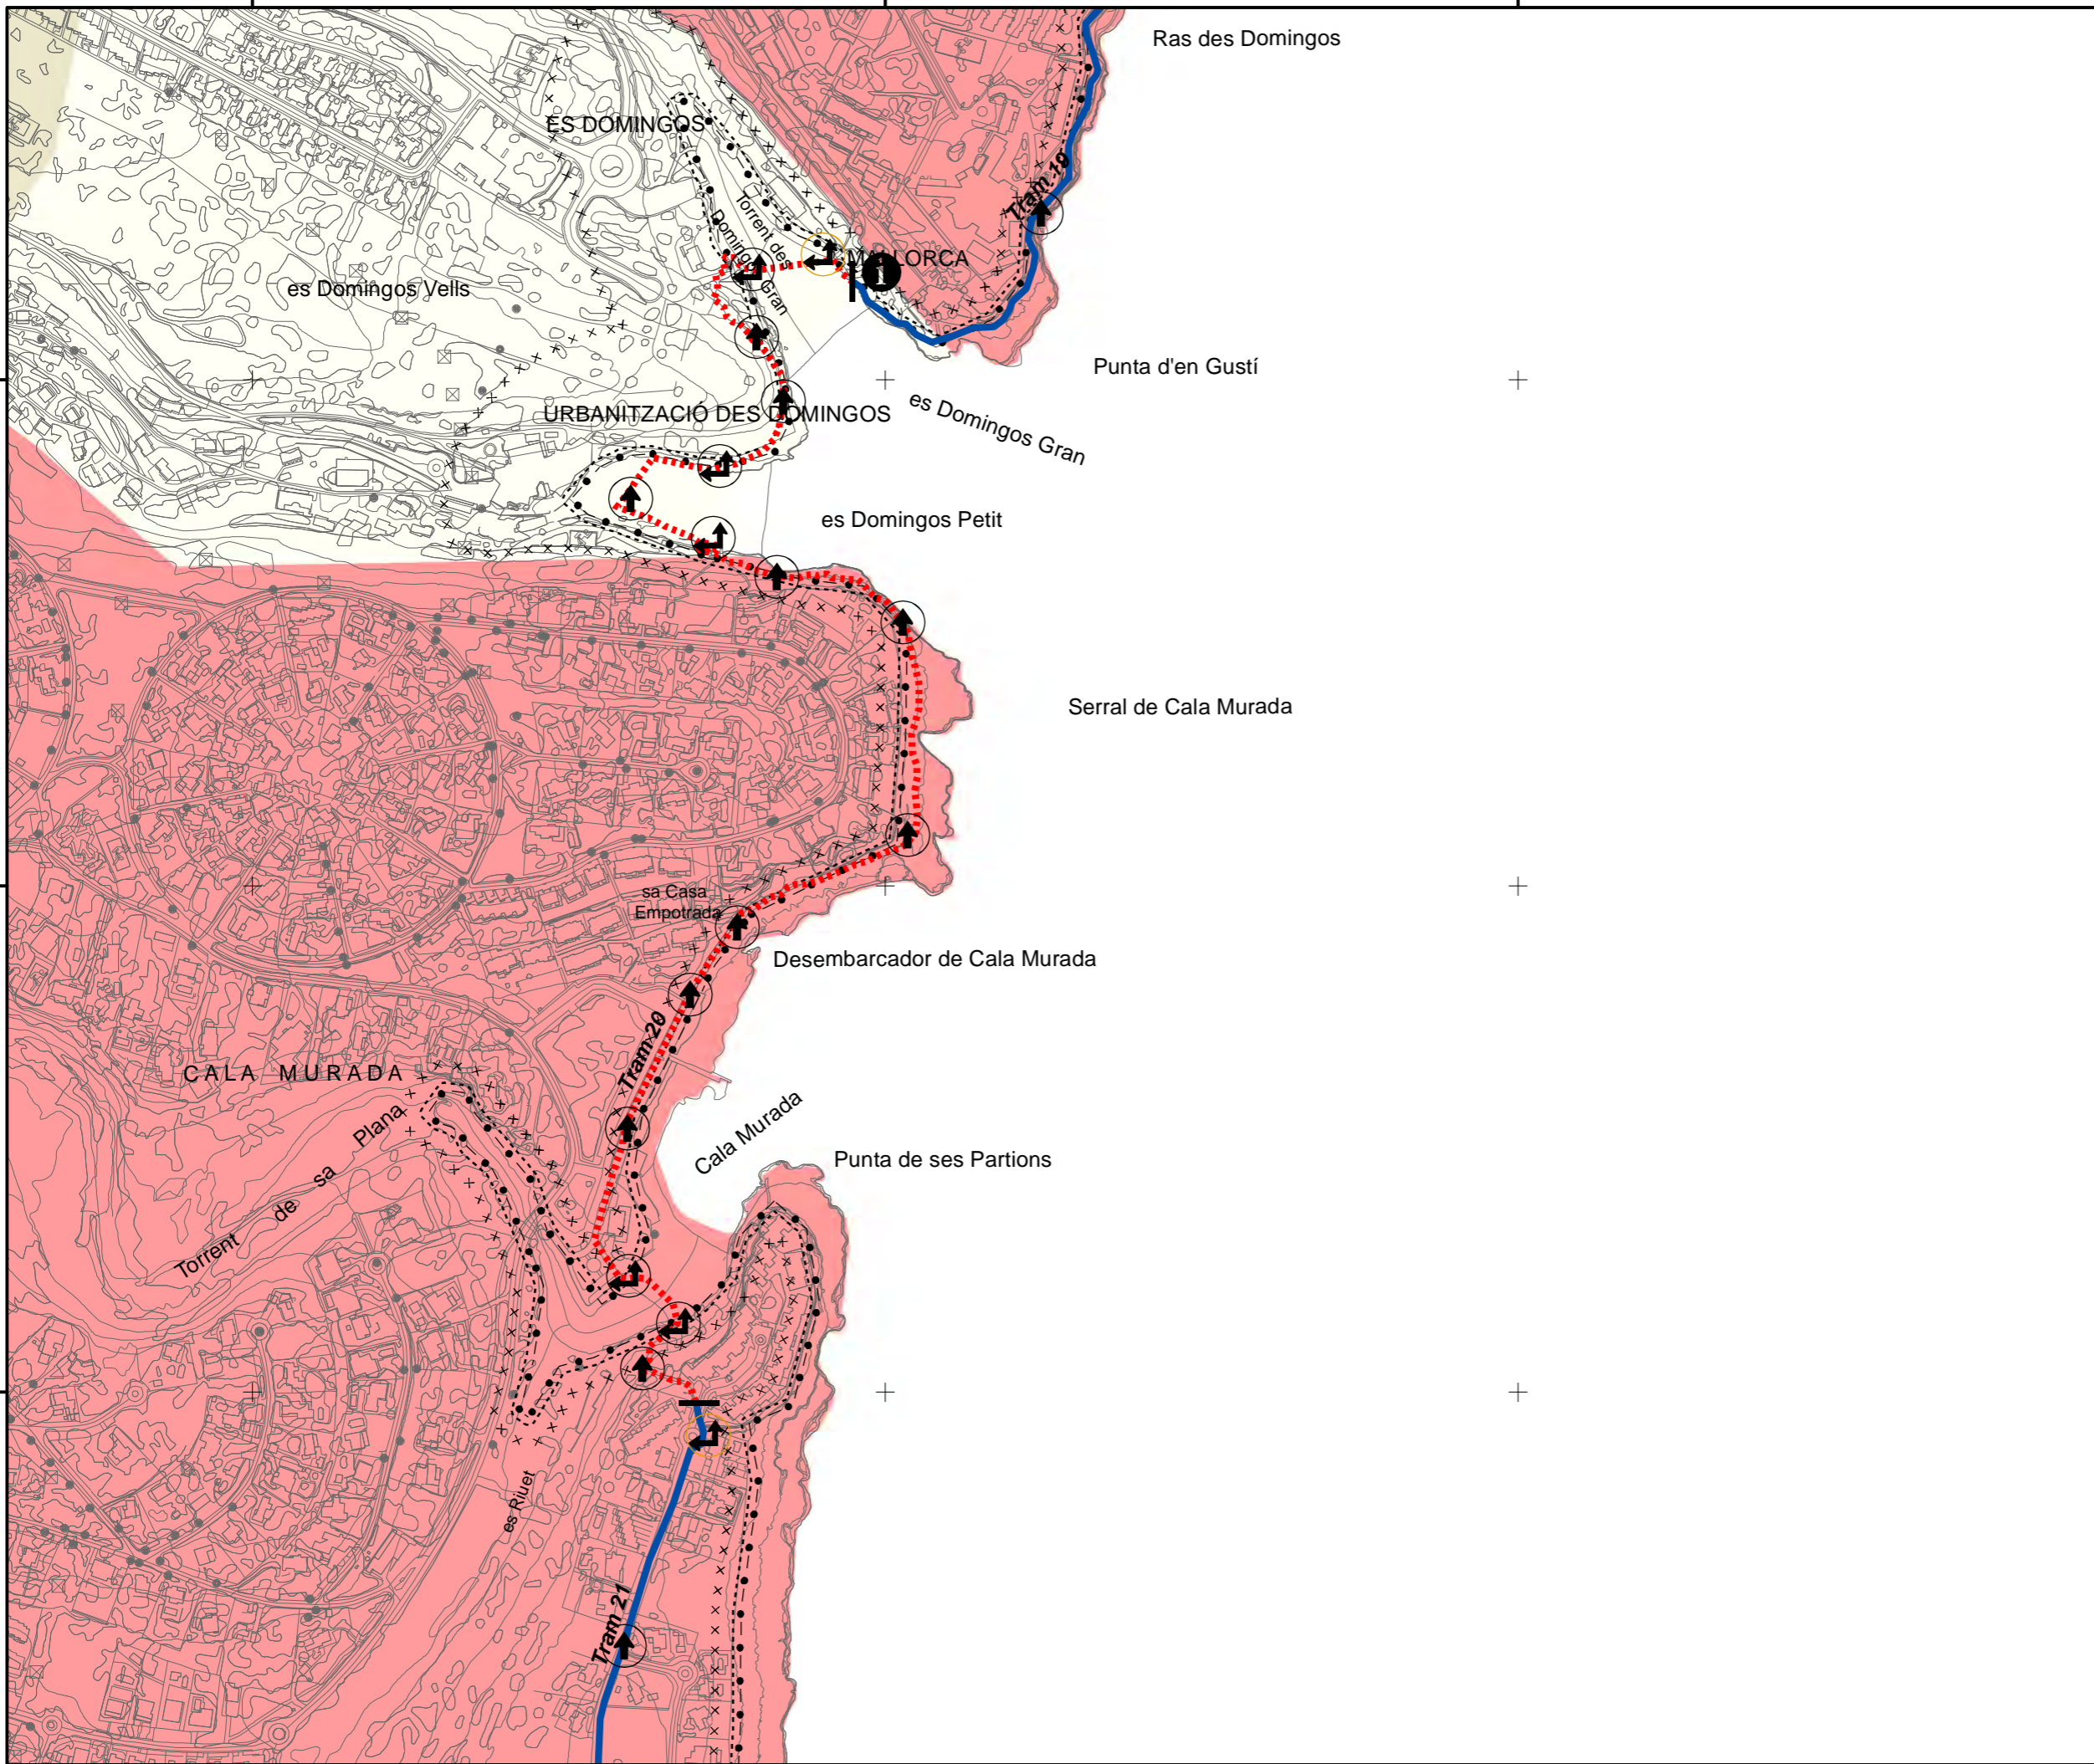 Ras des Domingos
ES DOMINGOS
Tram 19
Torrent des
Domingos Gran
MALLORCA
i
es Domingos Vells
Punta d'en Gustí
URBANITZACIÓ DES DOMINGOS
es Domingos Gran
es Domingos Petit
Serral de Cala Murada
sa Casa
Empotrada
Desembarcador de Cala Murada
Tram 20
CALA MURADA
Cala Murada
Punta de ses Partions
Torrent de sa Plana
es Riuet
Tram 21